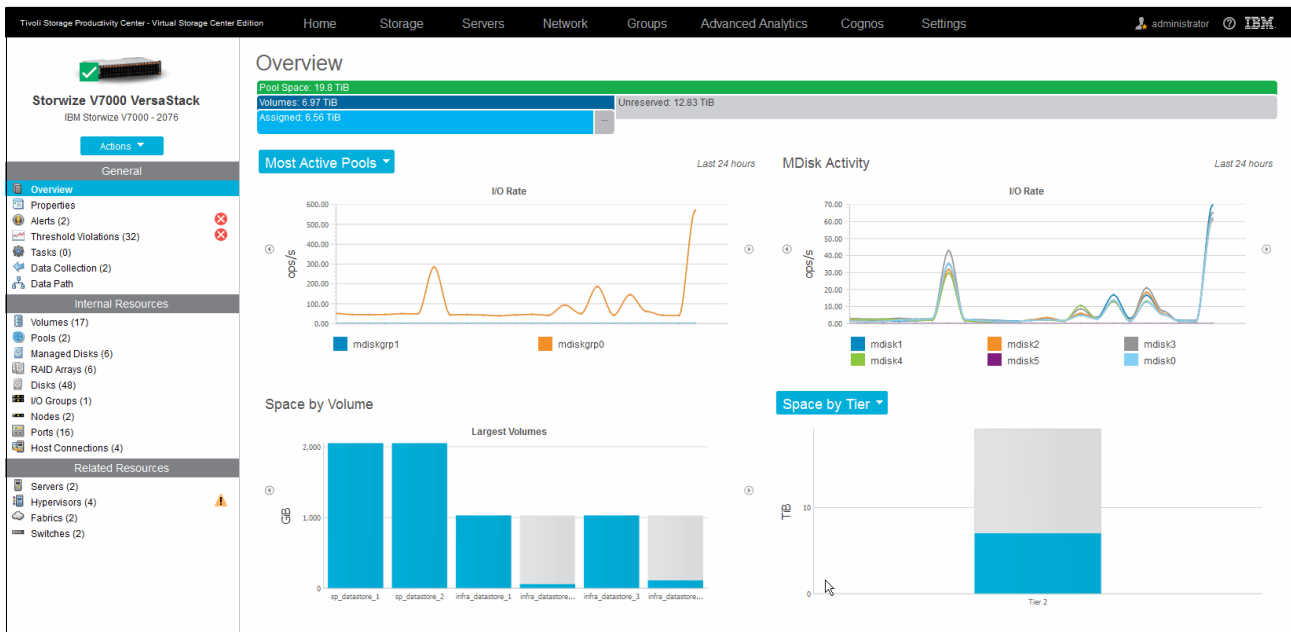 Tivoli Storage Productivity Center - Virtual Storage Center Edition
Home Storage Servers Network Groups Advanced Analytics Cognos Settings
administrator ? IBM.
Storwize V7000 VersaStack
IBM Storwize V7000 - 2076
Actions
General
Overview
Properties
Alerts (2)
Threshold Violations (32)
Tasks (0)
Data Collection (2)
Data Path
Internal Resources
Volumes (17)
Pools (2)
Managed Disks (6)
RAID Arrays (6)
Disks (48)
I/O Groups (1)
Nodes (2)
Ports (16)
Host Connections (4)
Related Resources
Servers (2)
Hypervisors (4)
Fabrics (2)
Switches (2)
Overview
Pool Space: 19.8 TiB
Volumes: 6.97 TiB Unreserved: 12.83 TiB
Assigned: 6.56 TiB ...
Most Active Pools Last 24 hours
I/O Rate
600.00
500.00
400.00
300.00
200.00
100.00
0.00
ops/s
mdiskgrp1 mdiskgrp0
MDisk Activity Last 24 hours
I/O Rate
70.00
60.00
50.00
40.00
30.00
20.00
10.00
0.00
ops/s
mdisk1 mdisk2 mdisk3
mdisk4 mdisk5 mdisk0
Space by Volume
Largest Volumes
2,000
1,000
0
GiB
sp_datastore_1 sp_datastore_2 infra_datastore_1 infra_datastore... infra_datastore_3 infra_datastore...
Space by Tier
10
0
TiB
Tier 2